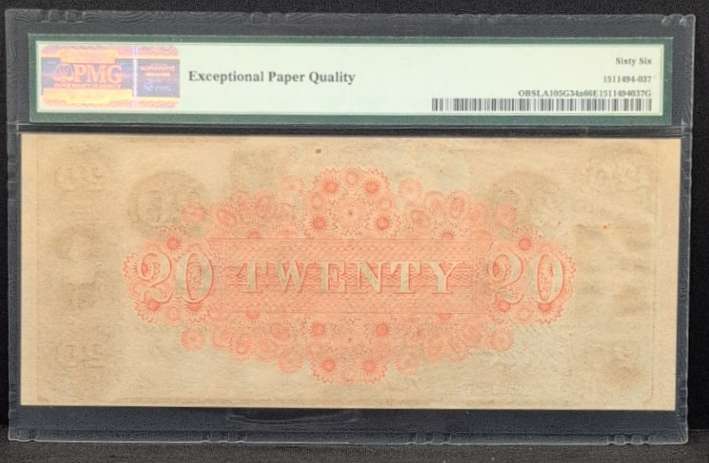 PMG
Exceptional Paper Quality
Sixty Six
1511494-037
OBSLA105G34a66E1511494037G
20 TWENTY 20